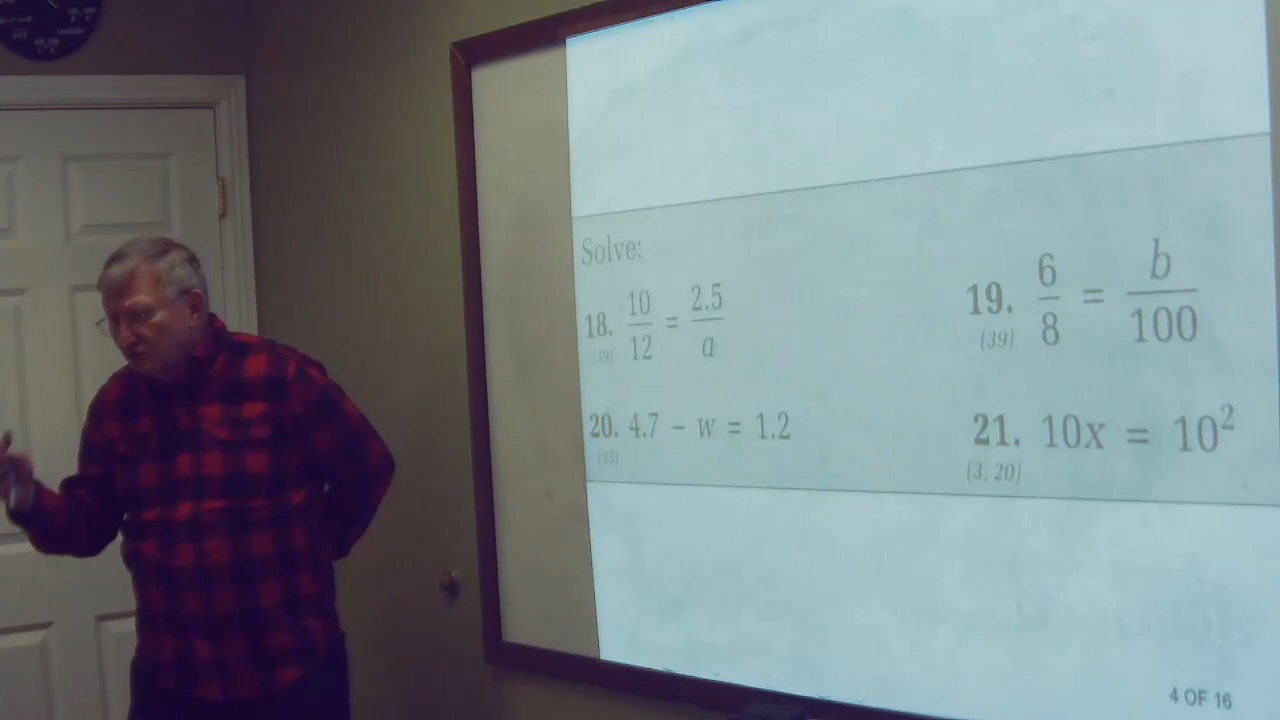 Solve:
18. 10/12 = 2.5/a
(39)
19. 6/8 = b/100
(39)
20. 4.7 − w = 1.2
(35)
21. 10x = 10²
(3, 20)
4 OF 16